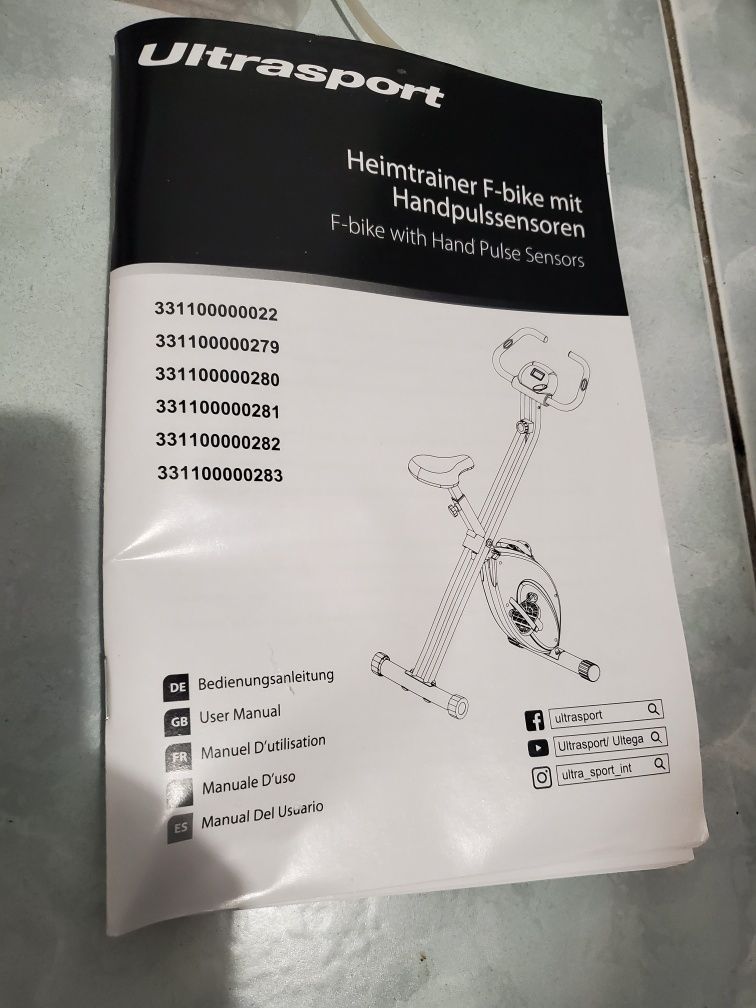 Ultrasport
Heimtrainer F-bike mit
Handpulssensoren
F-bike with Hand Pulse Sensors
331100000022
331100000279
331100000280
331100000281
331100000282
331100000283
DE Bedienungsanleitung
GB User Manual
FR Manuel D'utilisation
Manuale D'uso
ES Manual Del Usuario
ultrasport
Ultrasport/ Ultega
ultra_sport_int